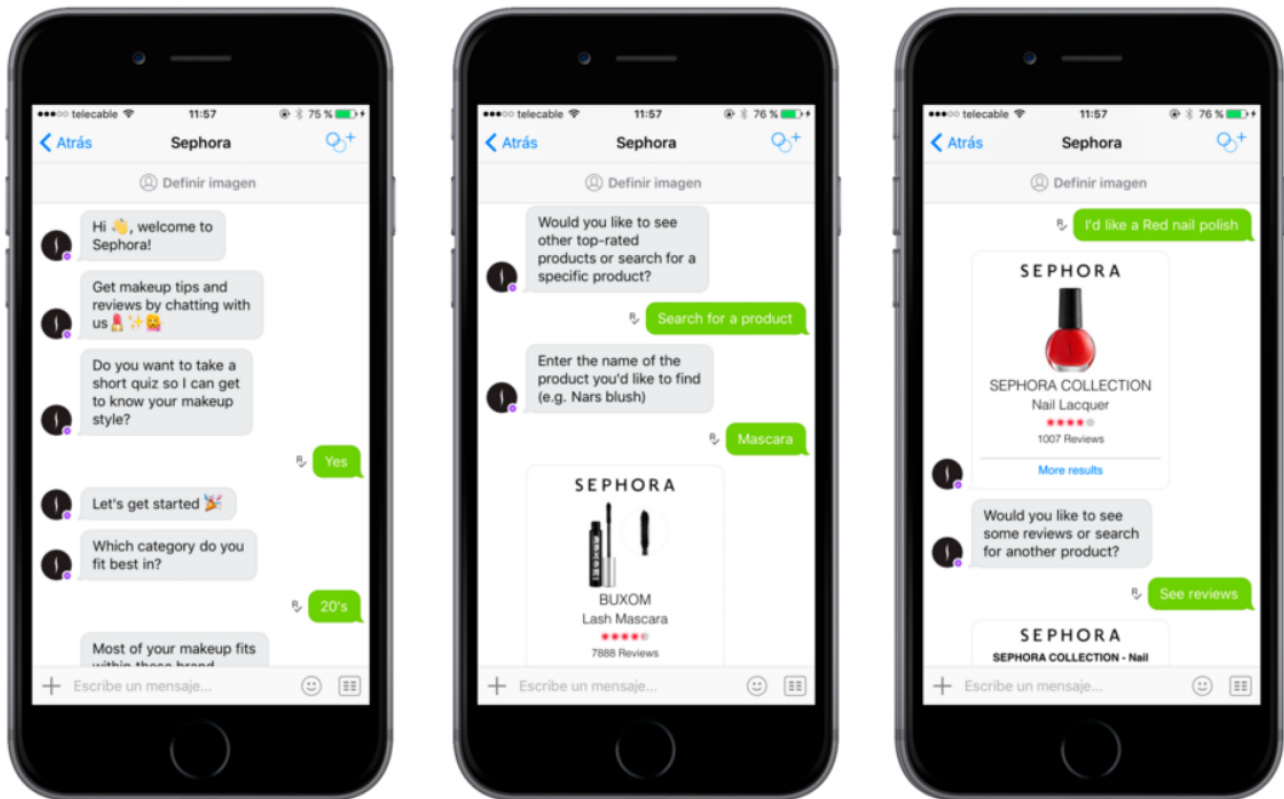 telecable 11:57 75 %
Atrás Sephora
Definir imagen
Hi 👋, welcome to
Sephora!
Get makeup tips and
reviews by chatting with
us💄✨💆
Do you want to take a
short quiz so I can get
to know your makeup
style?
Yes
Let's get started 🎉
Which category do you
fit best in?
20's
Most of your makeup fits
within these brand
Escribe un mensaje...
telecable 11:57 76 %
Atrás Sephora
Definir imagen
Would you like to see
other top-rated
products or search for a
specific product?
Search for a product
Enter the name of the
product you'd like to find
(e.g. Nars blush)
Mascara
SEPHORA
BUXOM
BUXOM
Lash Mascara
7888 Reviews
Escribe un mensaje...
telecable 11:57 76 %
Atrás Sephora
Definir imagen
I'd like a Red nail polish
SEPHORA
SEPHORA COLLECTION
Nail Lacquer
1007 Reviews
More results
Would you like to see
some reviews or search
for another product?
See reviews
SEPHORA
SEPHORA COLLECTION - Nail
Escribe un mensaje...